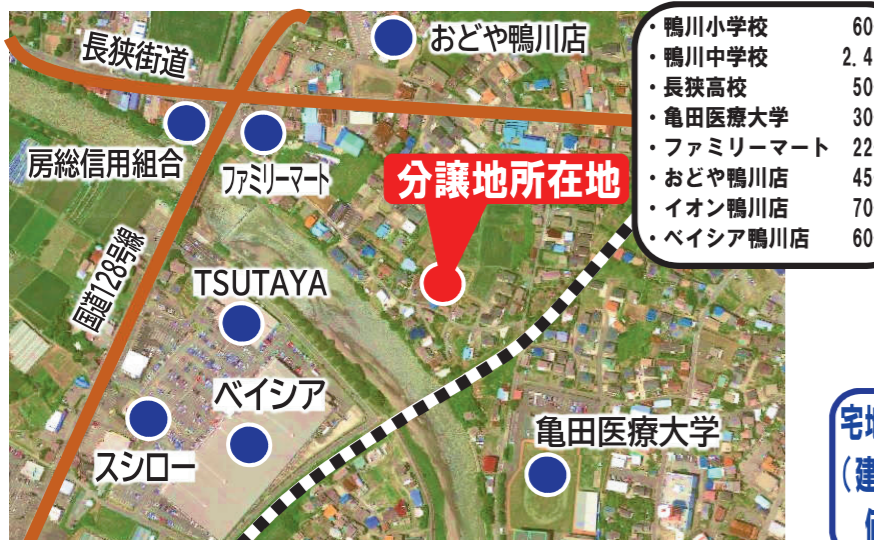 長狭街道
おどや鴨川店
房総信用組合
ファミリーマート
分譲地所在地
国道128号線
TSUTAYA
ベイシア
スシロー
亀田医療大学
・鴨川小学校 60
・鴨川中学校 2.4
・長狭高校 50
・亀田医療大学 30
・ファミリーマート 22
・おどや鴨川店 45
・イオン鴨川店 70
・ベイシア鴨川店 60
宅地
（建
価